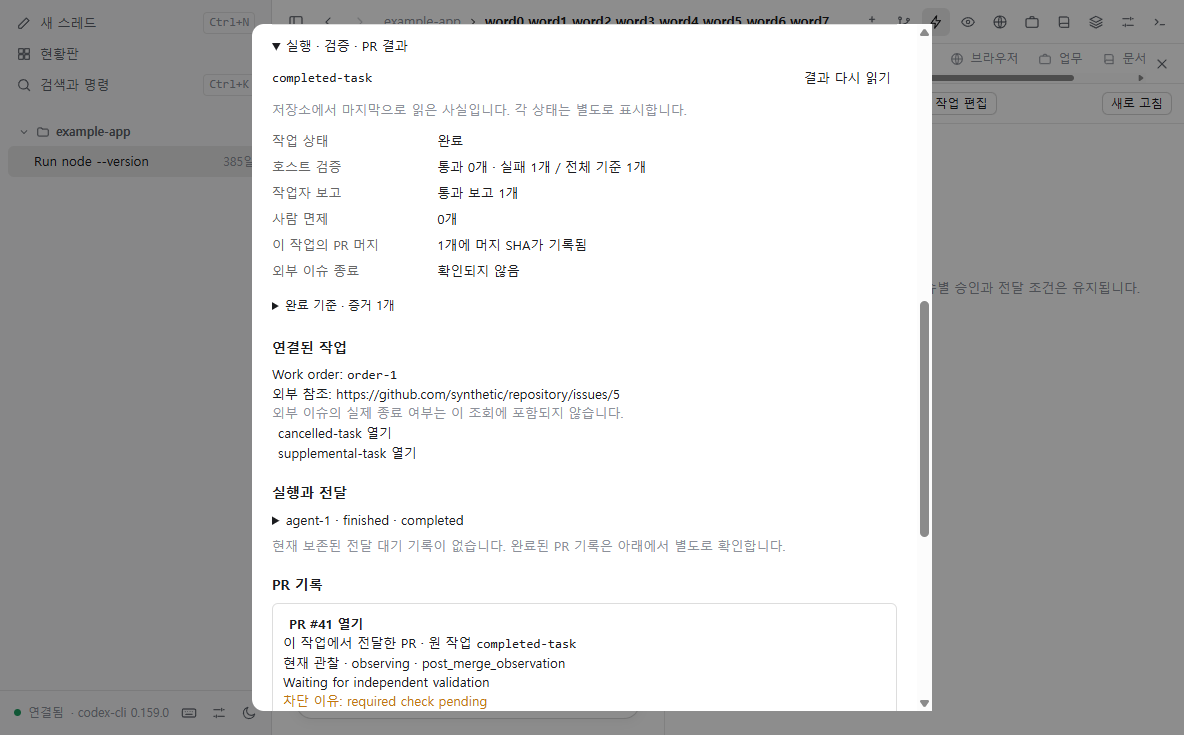 새 스레드
Ctrl+N
현황판
검색과 명령
Ctrl+K
example-app
Run node --version
385일
연결됨 · codex-cli 0.159.0
example-app
word0 word1 word2 word3 word4 word5 word6 word7
브라우저
업무
문서
작업 편집
새로 고침
승인과 전달 조건은 유지됩니다.
▼ 실행 · 검증 · PR 결과
completed-task
결과 다시 읽기
저장소에서 마지막으로 읽은 사실입니다. 각 상태는 별도로 표시합니다.
작업 상태 완료
호스트 검증 통과 0개 · 실패 1개 / 전체 기준 1개
작업자 보고 통과 보고 1개
사람 면제 0개
이 작업의 PR 머지 1개에 머지 SHA가 기록됨
외부 이슈 종료 확인되지 않음
▶ 완료 기준 · 증거 1개
연결된 작업
Work order: order-1
외부 참조: https://github.com/synthetic/repository/issues/5
외부 이슈의 실제 종료 여부는 이 조회에 포함되지 않습니다.
cancelled-task 열기
supplemental-task 열기
실행과 전달
▶ agent-1 · finished · completed
현재 보존된 전달 대기 기록이 없습니다. 완료된 PR 기록은 아래에서 별도로 확인합니다.
PR 기록
PR #41 열기
이 작업에서 전달한 PR · 원 작업 completed-task
현재 관찰 · observing · post_merge_observation
Waiting for independent validation
차단 이유: required check pending